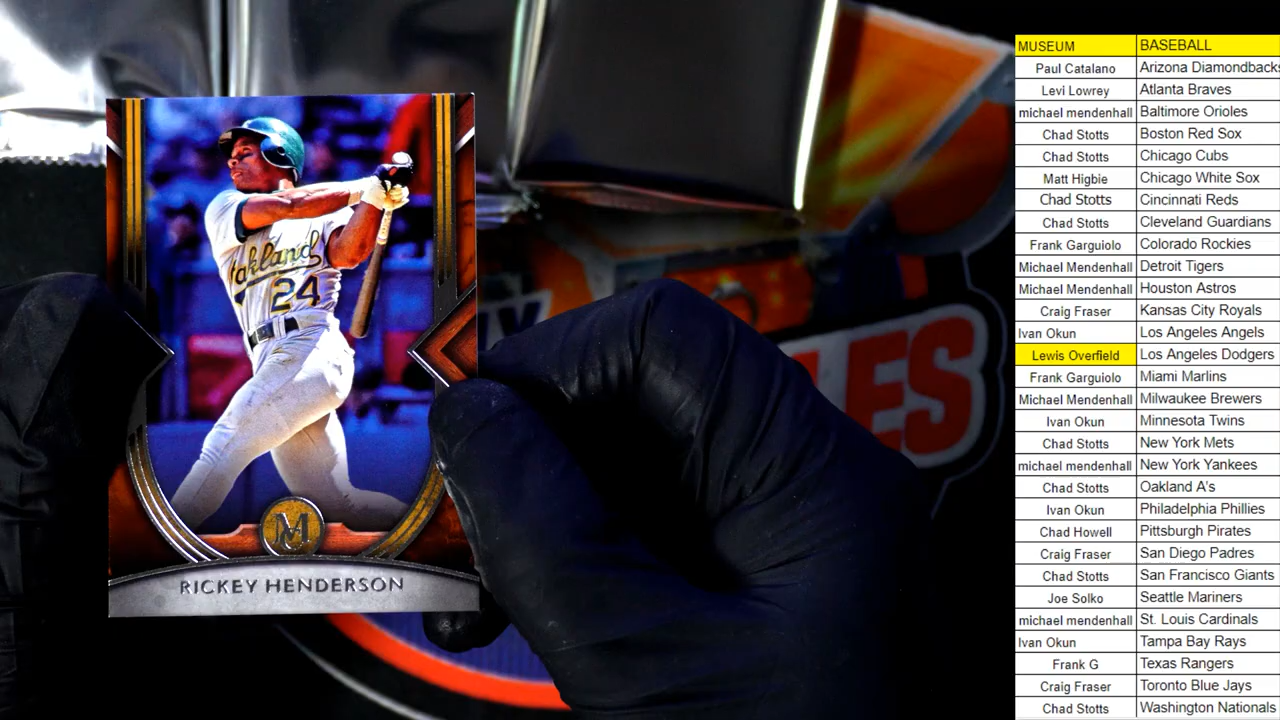 Oakland
24
M
RICKEY HENDERSON
LES
MUSEUM BASEBALL
Paul Catalano Arizona Diamondbacks
Levi Lowrey Atlanta Braves
michael mendenhall Baltimore Orioles
Chad Stotts Boston Red Sox
Chad Stotts Chicago Cubs
Matt Higbie Chicago White Sox
Chad Stotts Cincinnati Reds
Chad Stotts Cleveland Guardians
Frank Garguiolo Colorado Rockies
Michael Mendenhall Detroit Tigers
Michael Mendenhall Houston Astros
Craig Fraser Kansas City Royals
Ivan Okun Los Angeles Angels
Lewis Overfield Los Angeles Dodgers
Frank Garguiolo Miami Marlins
Michael Mendenhall Milwaukee Brewers
Ivan Okun Minnesota Twins
Chad Stotts New York Mets
michael mendenhall New York Yankees
Chad Stotts Oakland A's
Ivan Okun Philadelphia Phillies
Chad Howell Pittsburgh Pirates
Craig Fraser San Diego Padres
Chad Stotts San Francisco Giants
Joe Solko Seattle Mariners
michael mendenhall St. Louis Cardinals
Ivan Okun Tampa Bay Rays
Frank G Texas Rangers
Craig Fraser Toronto Blue Jays
Chad Stotts Washington Nationals